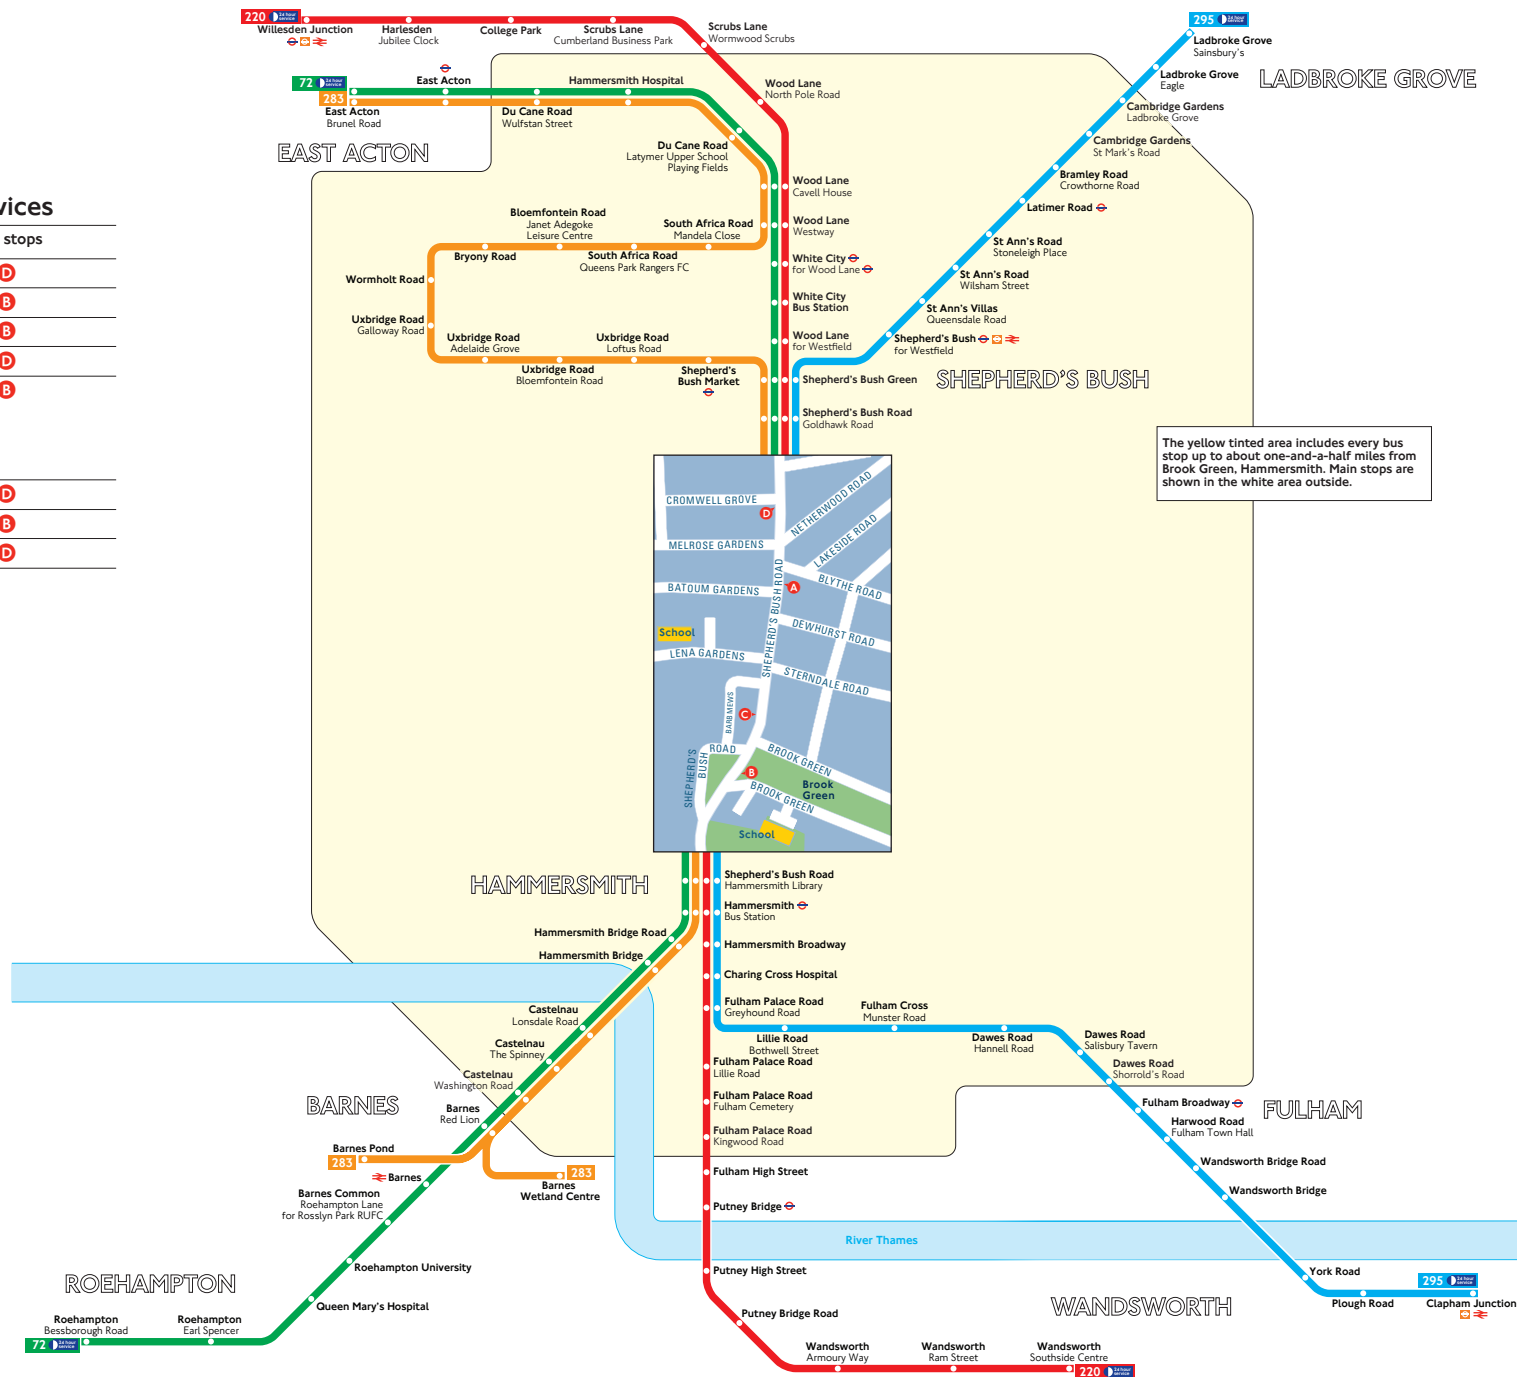 220 24 hour service
Willesden Junction
Harlesden
Jubilee Clock
College Park
Scrubs Lane
Cumberland Business Park
Scrubs Lane
Wormwood Scrubs
295 24 hour service
Ladbroke Grove
Sainsbury's
Ladbroke Grove
Eagle
LADBROKE GROVE
Cambridge Gardens
Ladbroke Grove
Cambridge Gardens
St Mark's Road
Bramley Road
Crowthorne Road
Latimer Road
St Ann's Road
Stoneleigh Place
St Ann's Road
Wilsham Street
St Ann's Villas
Queensdale Road
Shepherd's Bush
for Westfield
SHEPHERD'S BUSH
72 24 hour service
283
East Acton
East Acton
Brunel Road
EAST ACTON
Hammersmith Hospital
Du Cane Road
Wulfstan Street
Wood Lane
North Pole Road
Du Cane Road
Latymer Upper School
Playing Fields
Wood Lane
Cavell House
Wood Lane
Westway
White City
for Wood Lane
White City
Bus Station
Wood Lane
for Westfield
Shepherd's Bush Green
Shepherd's Bush Road
Goldhawk Road
vices
stops
D
B
B
D
B
D
B
D
Bloemfontein Road
Janet Adegoke
Leisure Centre
South Africa Road
Mandela Close
Bryony Road
South Africa Road
Queens Park Rangers FC
Wormholt Road
Uxbridge Road
Galloway Road
Uxbridge Road
Adelaide Grove
Uxbridge Road
Loftus Road
Uxbridge Road
Bloemfontein Road
Shepherd's
Bush Market
The yellow tinted area includes every bus
stop up to about one-and-a-half miles from
Brook Green, Hammersmith. Main stops are
shown in the white area outside.
CROMWELL GROVE
NETHERWOOD ROAD
D
MELROSE GARDENS
LAKESIDE ROAD
BATOUM GARDENS
A
BLYTHE ROAD
SHEPHERD'S BUSH ROAD
School
DEWHURST ROAD
LENA GARDENS
STERNDALE ROAD
BARB MEWS
C
SHEPHERD'S
BUSH
ROAD
BROOK GREEN
B
Brook
Green
BROOK GREEN
School
HAMMERSMITH
Shepherd's Bush Road
Hammersmith Library
Hammersmith
Bus Station
Hammersmith Bridge Road
Hammersmith Broadway
Hammersmith Bridge
Charing Cross Hospital
Castelnau
Lonsdale Road
Fulham Palace Road
Greyhound Road
Fulham Cross
Munster Road
Lillie Road
Bothwell Street
Dawes Road
Hannell Road
Dawes Road
Salisbury Tavern
Dawes Road
Shorrold's Road
Fulham Broadway
FULHAM
Harwood Road
Fulham Town Hall
Wandsworth Bridge Road
Wandsworth Bridge
Castelnau
The Spinney
Castelnau
Washington Road
Fulham Palace Road
Lillie Road
Fulham Palace Road
Fulham Cemetery
Fulham Palace Road
Kingwood Road
Fulham High Street
Putney Bridge
BARNES
Barnes
Red Lion
Barnes Pond
283
Barnes
283
Barnes
Wetland Centre
Barnes Common
Roehampton Lane
for Rosslyn Park RUFC
River Thames
Roehampton University
Queen Mary's Hospital
ROEHAMPTON
Roehampton
Bessborough Road
Roehampton
Earl Spencer
72 24 hour service
Putney High Street
Putney Bridge Road
WANDSWORTH
York Road
295 24 hour service
Plough Road
Clapham Junction
Wandsworth
Armoury Way
Wandsworth
Ram Street
Wandsworth
Southside Centre
220 24 hour service